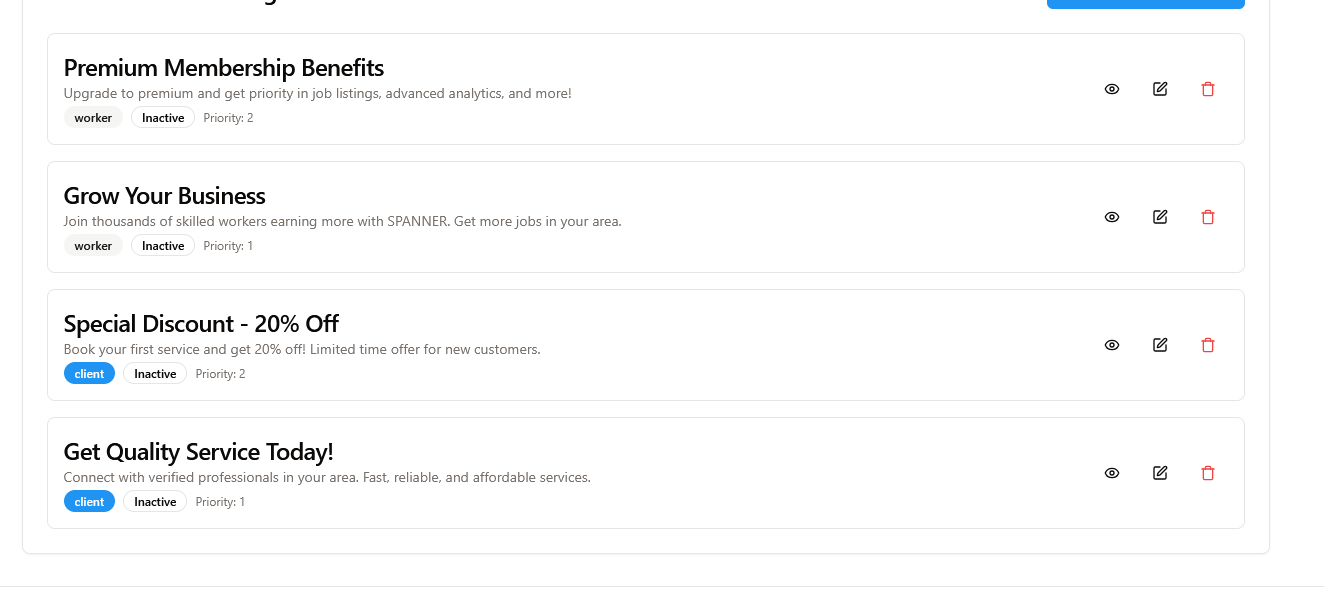 Premium Membership Benefits
Upgrade to premium and get priority in job listings, advanced analytics, and more!
worker Inactive Priority: 2
Grow Your Business
Join thousands of skilled workers earning more with SPANNER. Get more jobs in your area.
worker Inactive Priority: 1
Special Discount - 20% Off
Book your first service and get 20% off! Limited time offer for new customers.
client Inactive Priority: 2
Get Quality Service Today!
Connect with verified professionals in your area. Fast, reliable, and affordable services.
client Inactive Priority: 1